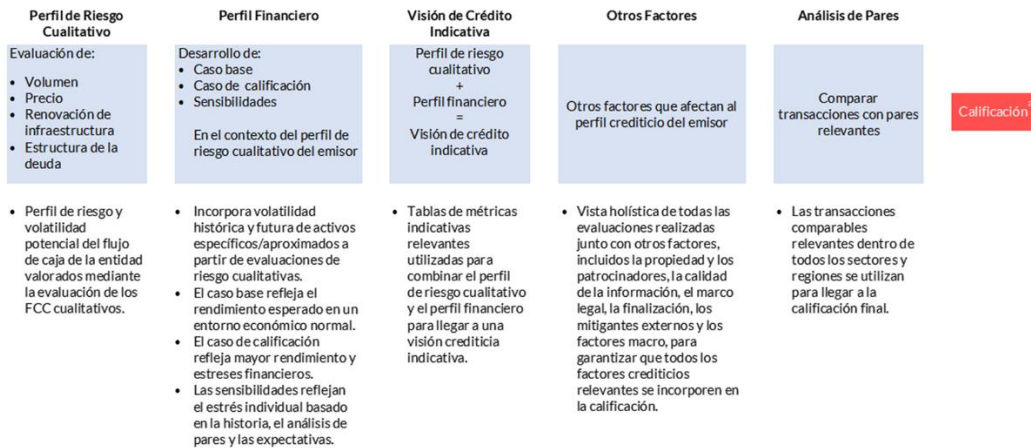 Perfil de Riesgo
Cualitativo
Evaluación de:
• Volumen
• Precio
• Renovación de
infraestructura
• Estructura de la
deuda
• Perfil de riesgo y
volatilidad
potencial del flujo
de caja de la entidad
valorados mediante
la evaluación de los
FCC cualitativos.
Perfil Financiero
Desarrollo de:
• Caso base
• Caso de calificación
• Sensibilidades
En el contexto del perfil de
riesgo cualitativo del emisor
• Incorpora volatilidad
histórica y futura de activos
específicos/aproximados a
partir de evaluaciones de
riesgo cualitativas.
• El caso base refleja el
rendimiento esperado en un
entorno económico normal.
• El caso de calificación
refleja mayor rendimiento y
estreses financieros.
• Las sensibilidades reflejan
el estrés individual basado
en la historia, el análisis de
pares y las expectativas.
Visión de Crédito
Indicativa
Perfil de riesgo
cualitativo
+
Perfil financiero
=
Visión de crédito
indicativa
• Tablas de métricas
indicativas
relevantes
utilizadas para
combinar el perfil
de riesgo cualitativo
y el perfil financiero
para llegar a una
visión crediticia
indicativa.
Otros Factores
Otros factores que afectan al
perfil crediticio del emisor
• Vista holística de todas las
evaluaciones realizadas
junto con otros factores,
incluidos la propiedad y los
patrocinadores, la calidad
de la información, el marco
legal, la finalización, los
mitigantes externos y los
factores macro, para
garantizar que todos los
factores crediticios
relevantes se incorporen en
la calificación.
Análisis de Pares
Comparar
transacciones con pares
relevantes
• Las transacciones
comparables
relevantes dentro de
todos los sectores y
regiones se utilizan
para llegar a la
calificación final.
Calificación